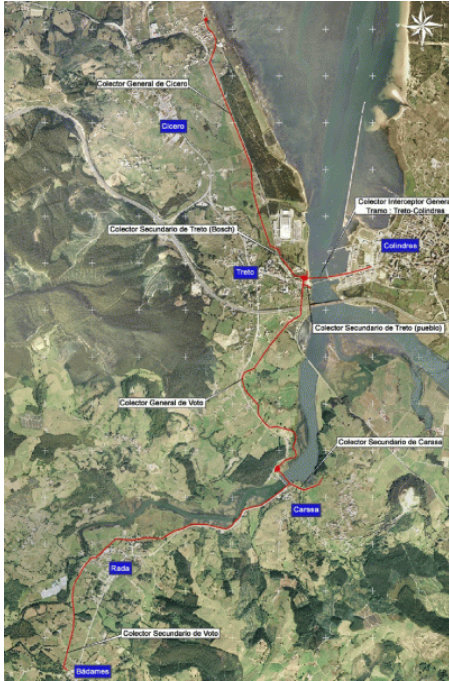 Colector General de Cicero
Cicero
Colector Interceptor General
Tramo : Treto-Colindres
Colector Secundario de Treto (Bosch)
Colindres
Treto
Colector Secundario de Treto (pueblo)
Colector General de Voto
Colector Secundario de Carasa
Carasa
Rada
Colector Secundario de Voto
Bádames